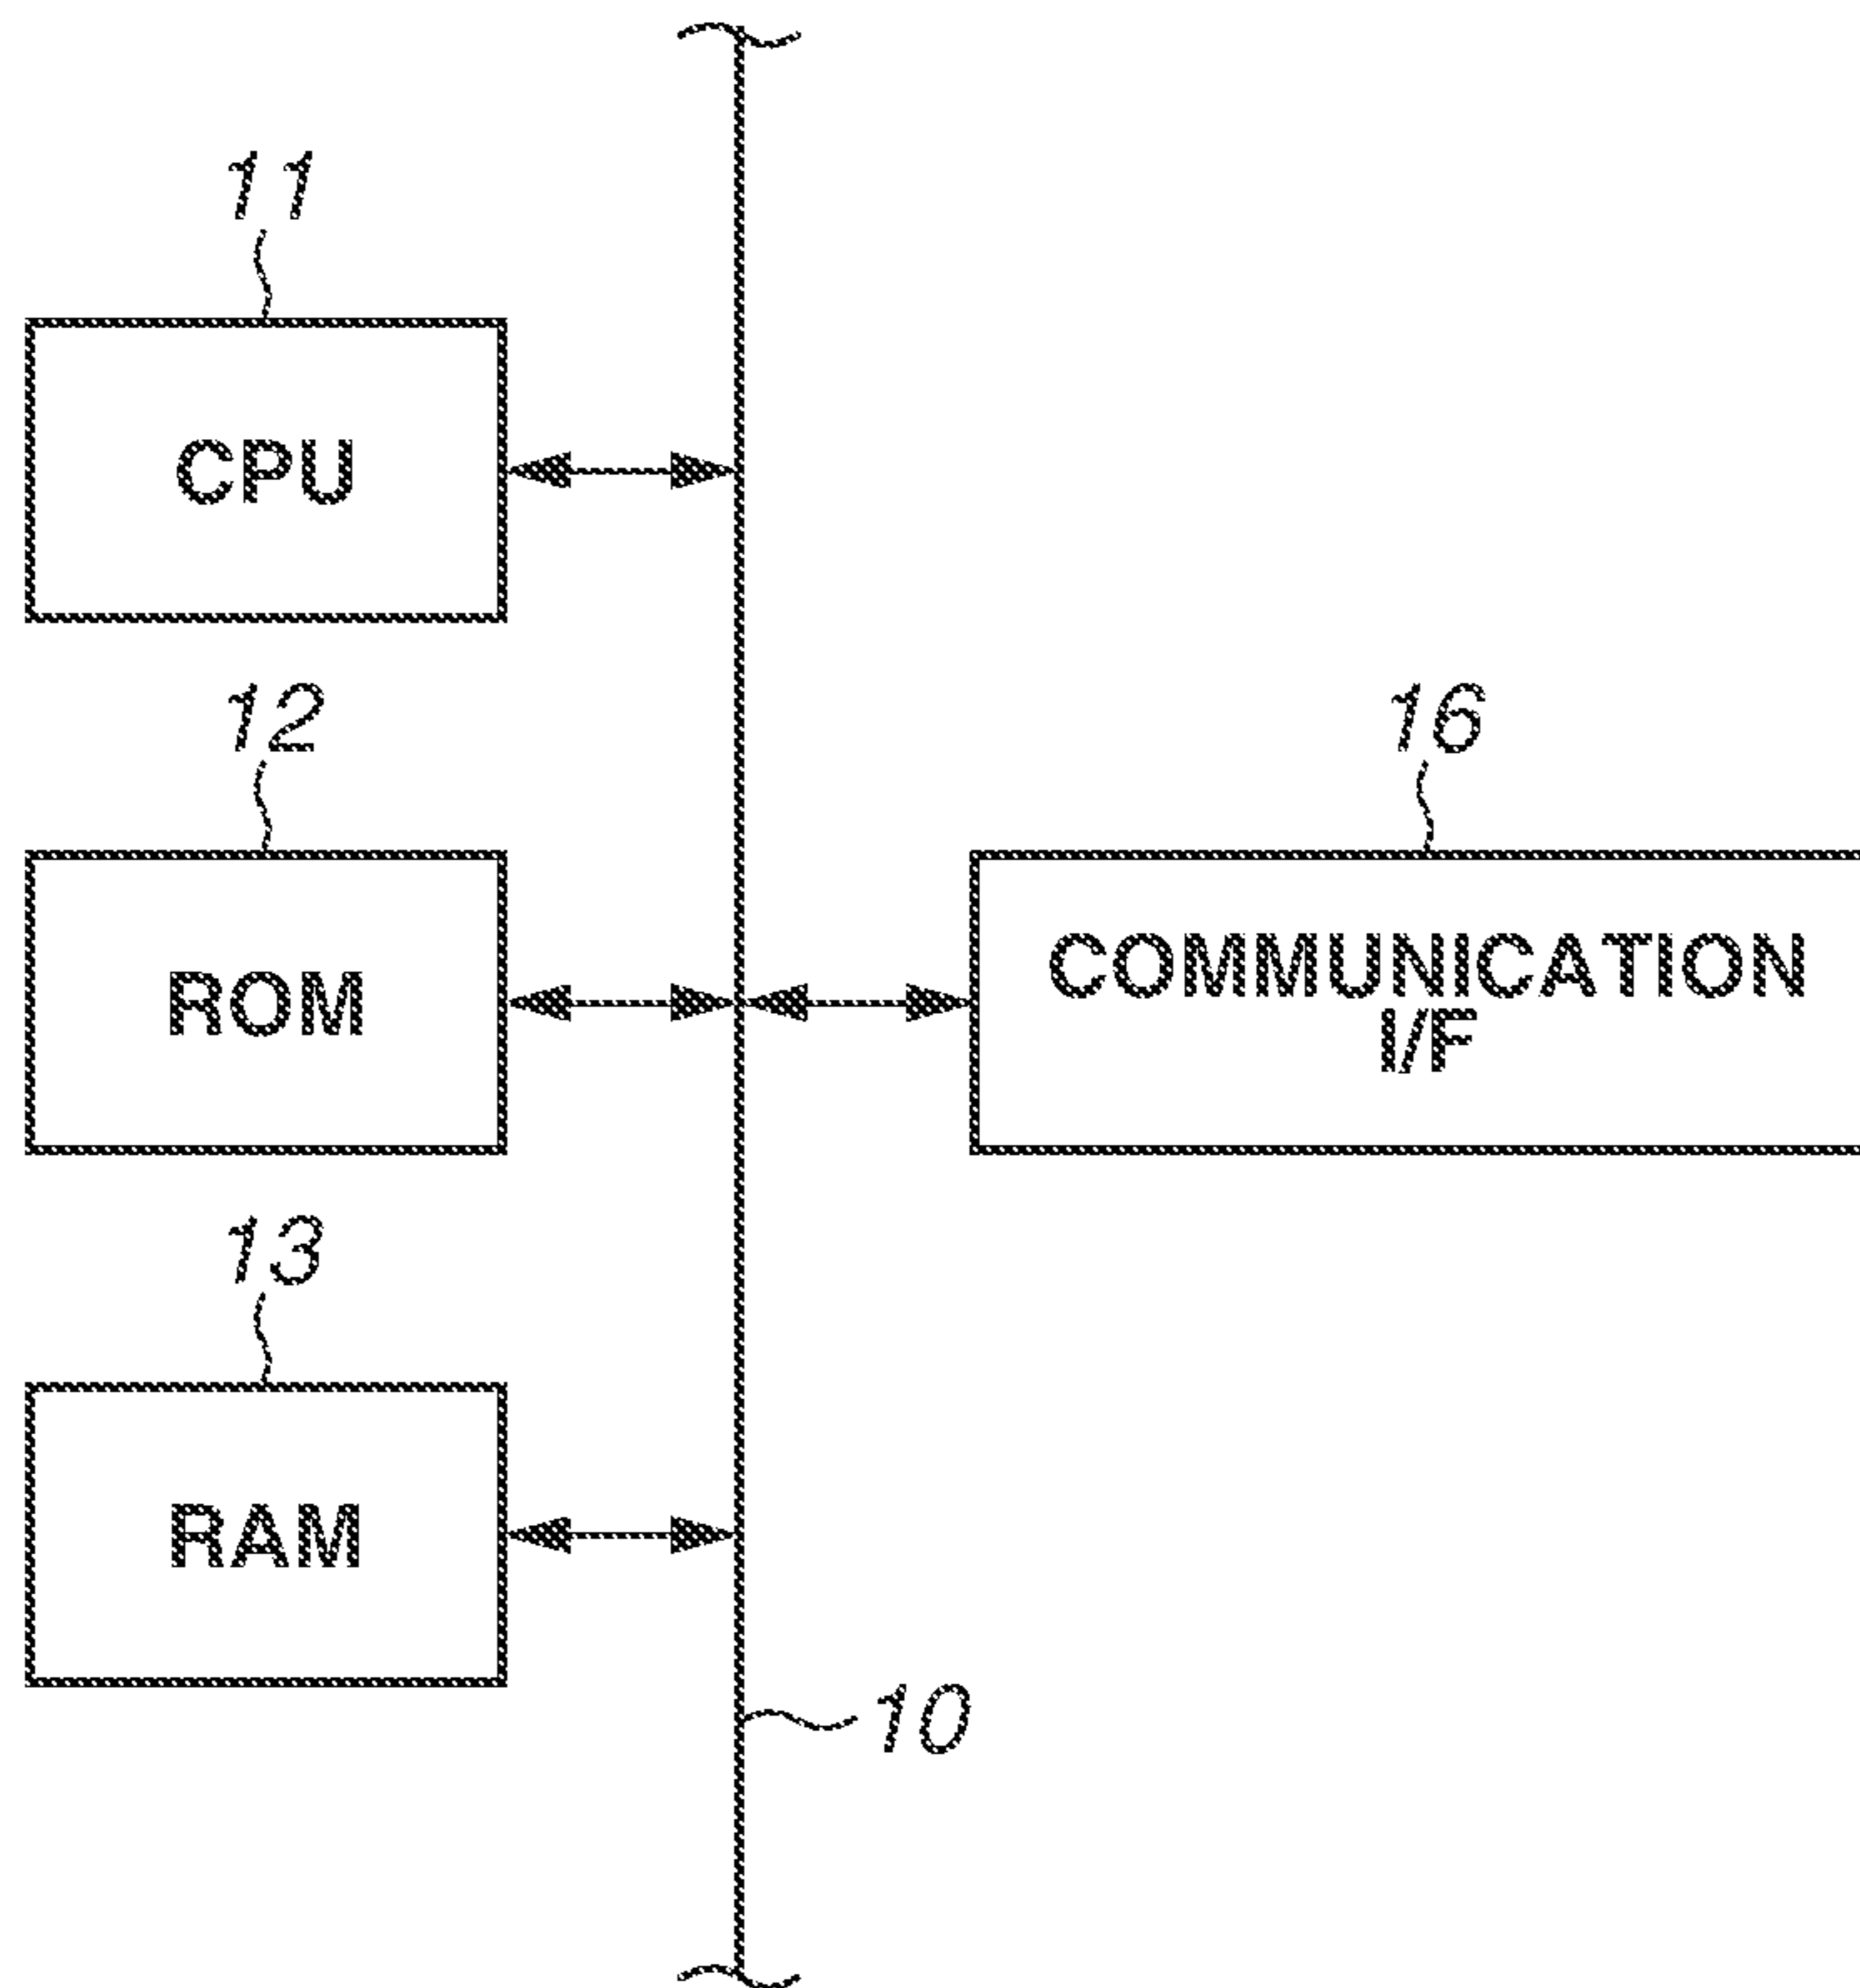 11
CPU
12
ROM
16
COMMUNICATION
I/F
13
RAM
10